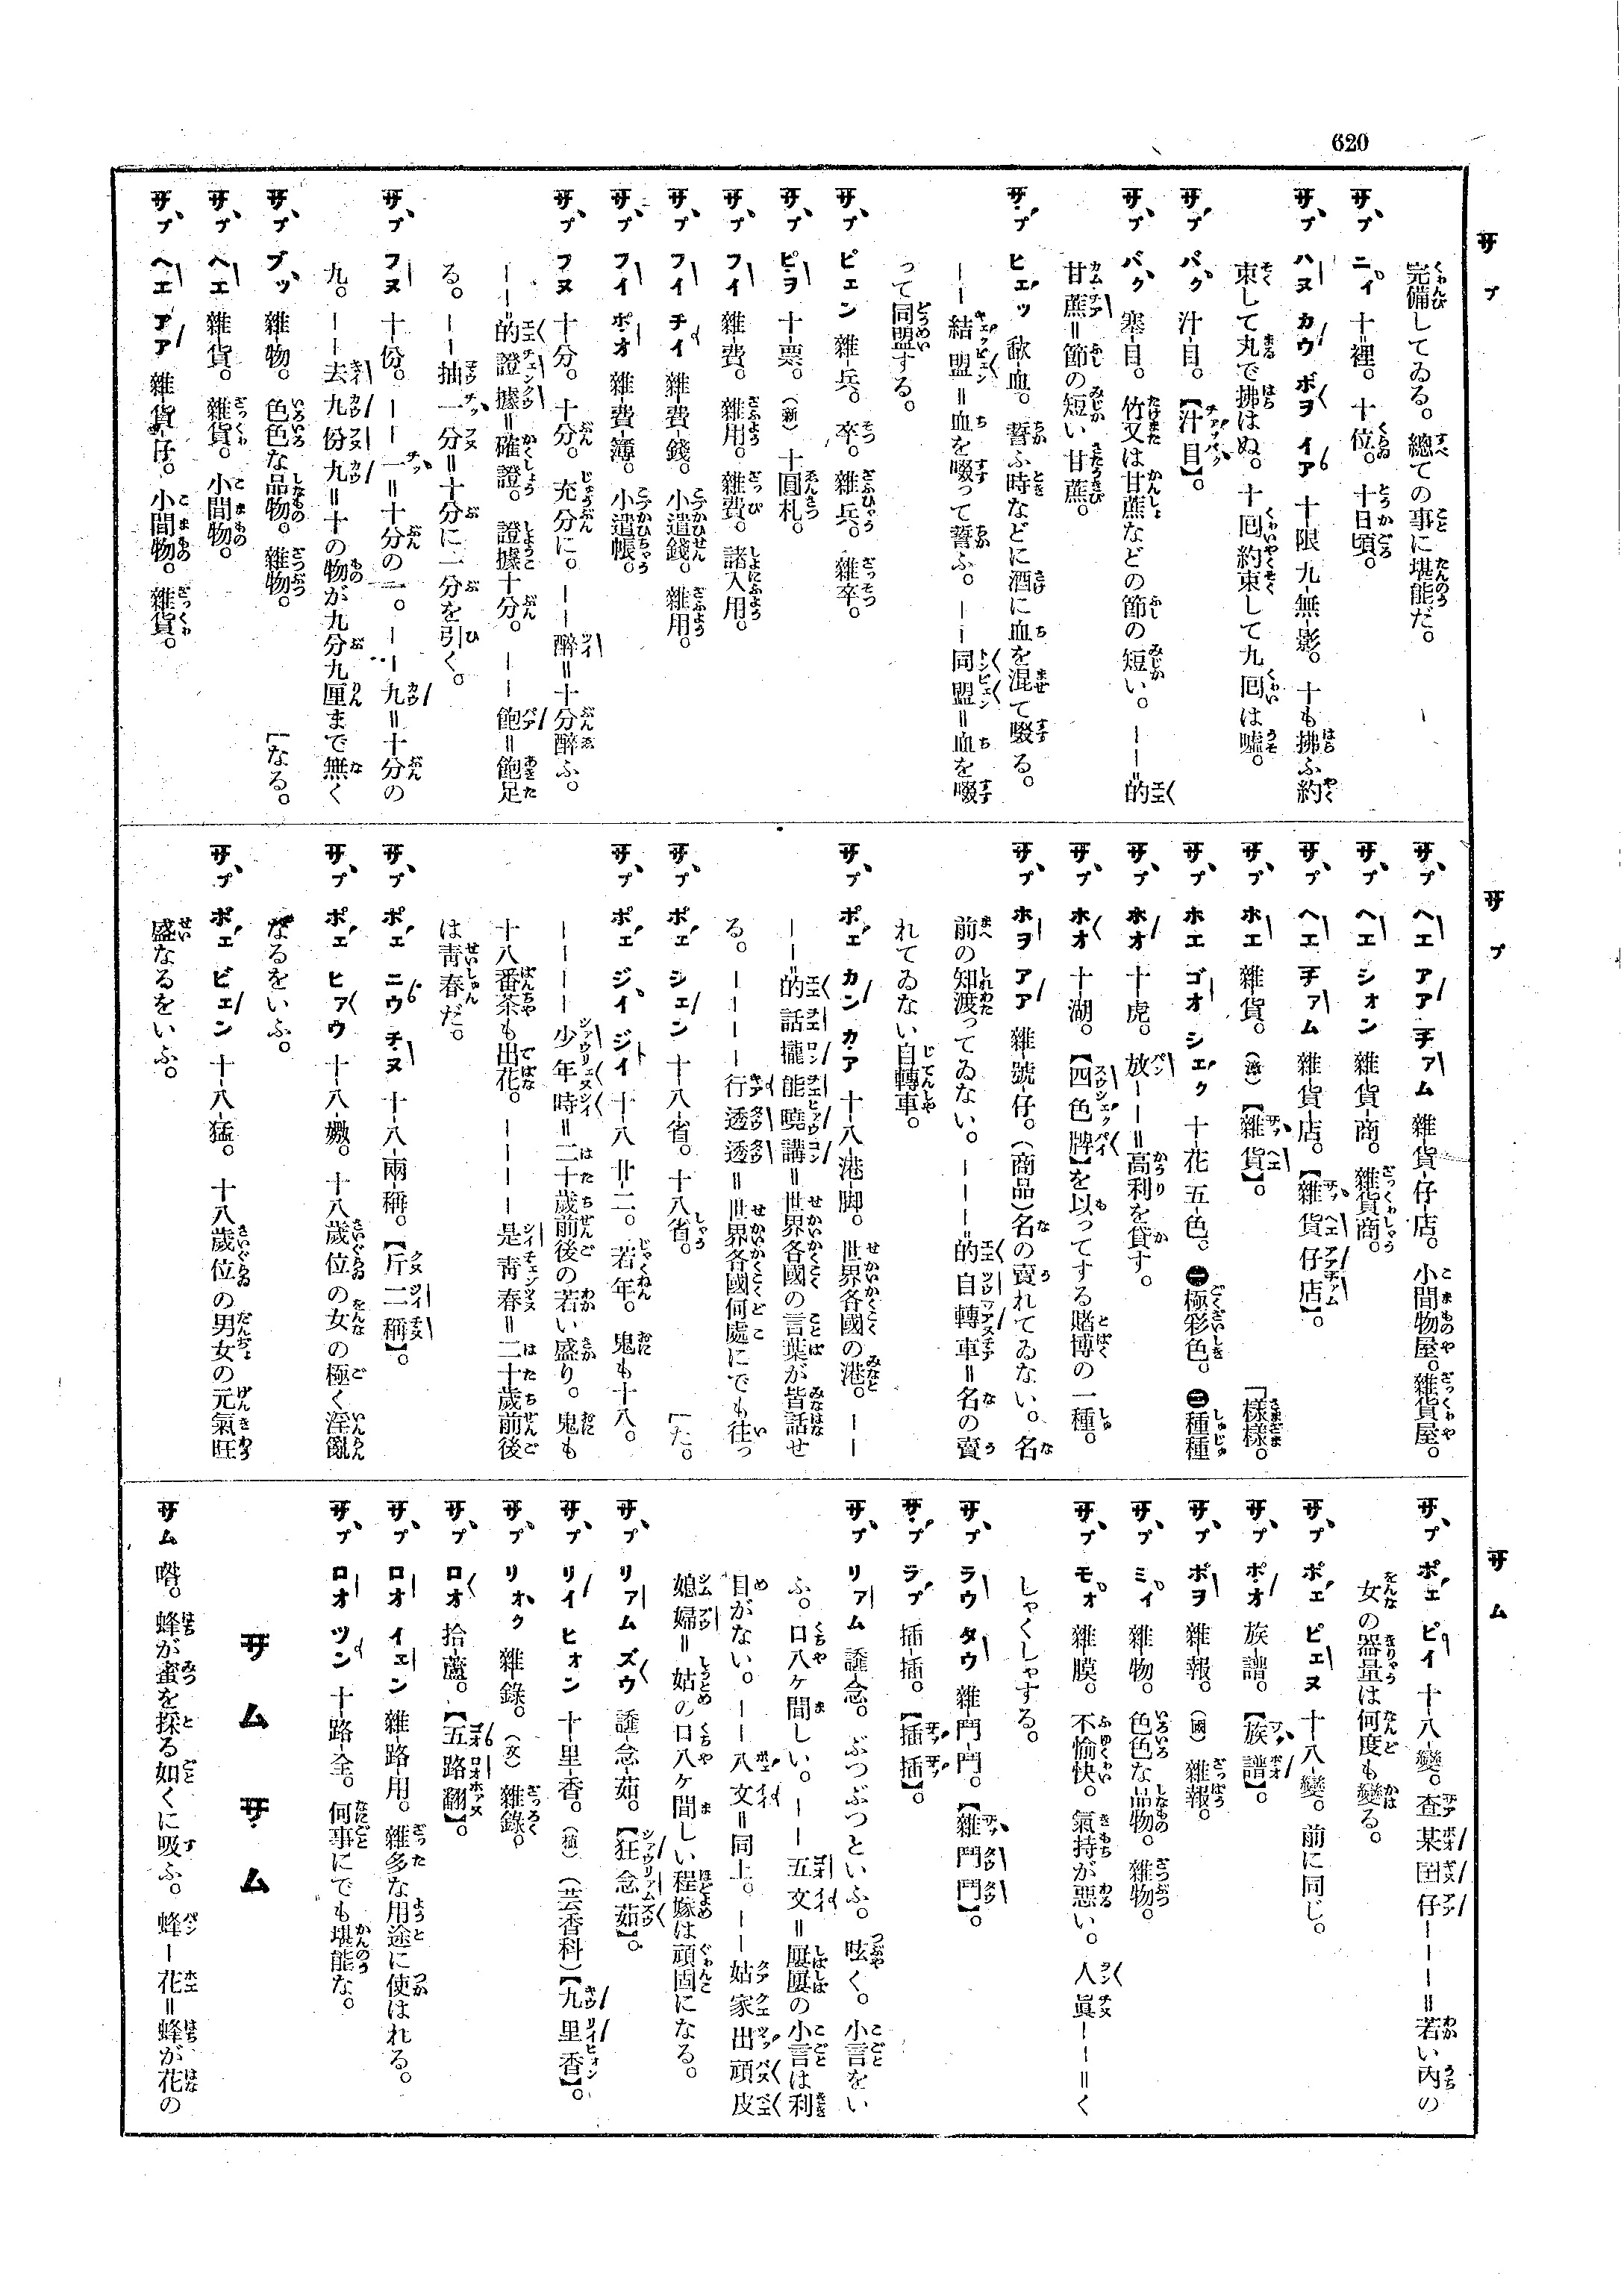 620
サプ
完備してゐる。總ての事に堪能だ。
サプ ニイ 十-裡。十位。十日頃。
サプ ハヌ カウ ボヲ イア 十限九-無-影。十も拂ふ約
束して丸で拂はぬ。十囘約束して九囘は噓。
サプ バク 汁-目。【汁目】。
サプ バク 塞-目。竹又は甘蔗などの節の短い。——的
甘蔗=節の短い甘蔗。
サプ ヒエッ 歃-血。誓ふ時などに酒に血を混て啜る。
——結盟=血を啜って誓ふ。——同盟=血を啜
って同盟する。
サプ ピェン 雜-兵。卒。雜兵。雜卒。
サプ ピヲ 十-票。(新)十圓札。
サプ フイ 雜-費。雜用。雜費。諸入用。
サプ フイ チイ 雜-費-錢。小遣錢。雜用。
サプ フイ ポオ 雜-費-簿。小遣帳。
サプ フヌ 十-分。十分。充分に。——醉=十分醉ふ。
——的證據=確證。證據十分。——飽=飽足
る。——抽一分=十分に一分を引く。
サプ フヌ 十-份。——一=十分の一。——九=十分の
九。——去九份九=十の物が九分九厘まで無く
サプ ブッ 雜-物。色色な品物。雜物。 [なる。
サプ ヘエ 雜-貨。雜貨。小間物。
サプ ヘエ アア 雜-貨-仔。小間物。雜貨。
サプ
サプ ヘエ アア チァム 雜-貨-仔-店。小間物屋。雜貨屋。
サプ ヘエ シォン 雜-貨-商。雜貨商。
サプ ヘエ チァム 雜-貨-店。【雜貨仔店】。
サプ ホエ 雜-貨。(漳)【雜貨】。 [樣樣。
サプ ホエ ゴオ シェク 十-花五-色。㊀極彩色。㊁種種
サプ ホオ 十-虎。放——=高利を貸す。
サプ ホオ 十-湖。【四色牌】を以ってする賭博の一種。
サプ ホヲ アア 雜-號-仔。(商品)名の賣れてゐない。名
前の知渡ってゐない。———的自轉車=名の賣
れてゐない自轉車。
サプ ポェ カン カア 十-八-港-脚。世界各國の港。——
——的話攏能曉講=世界各國の言葉が皆話せ
る。————行透透=世界各國何處にでも往っ
サプ ポェ シェン 十-八-省。十八省。 [た。
サプ ポェ ジイ ジイ 十-八廿-二。若年。鬼も十八。
————少年時=二十歲前後の若い盛り。鬼も
十八番茶も出花。————是靑春=二十歲前後
は靑春だ。
サプ ポェ ニウ チヌ 十-八-兩-稱。【斤二稱】。
サプ ポェ ヒァウ 十-八-嬲。十八歲位の女の極く淫亂
なるをいふ。
サプ ポェ ビェン 十-八-猛。十八歲位の男女の元氣旺
盛なるをいふ。
サム
サプ ポェ ピイ 十-八-變。查某囝仔———=若い內の
女の器量は何度も變る。
サプ ポェ ピェヌ 十-八-變。前に同じ。
サプ ポオ 族-譜。【族譜】。
サプ ボヲ 雜-報。(國)雜報。
サプ ミイ 雜-物。色色な品物。雜物。
サプ モオ 雜-膜。不愉快。氣持が惡い。人眞——=く
しゃくしゃする。
サプ ラウ タウ 雜-鬥-鬥。【雜鬥鬥】。
サプ ラプ 插-插。【插插】。
サプ リアム 誰-念。ぶつぶつといふ。呟く。小言をい
ふ。口八ヶ間しい。——五文=屢屢の小言は利
目がない。——八文=同上。——姑家出頑皮
媳婦=姑の口八ヶ間しい程嫁は頑固になる。
サプ リァム ズウ 誰-念-茹。【狂念茹】。
サプ リイ ヒォン 十-里-香。(植)(芸香科)【九里香】。
サプ リォク 雜-錄。(文)雜錄。
サプ ロオ 拾-蘆。【五路翻】。
サプ ロオ イェン 雜-路-用。雜多な用途に使はれる。
サプ ロオ ツン 十-路-全。何事にでも堪能な。
サム サム
サム 喒。蜂が蜜を採る如くに吸ふ。蜂—花=蜂が花の